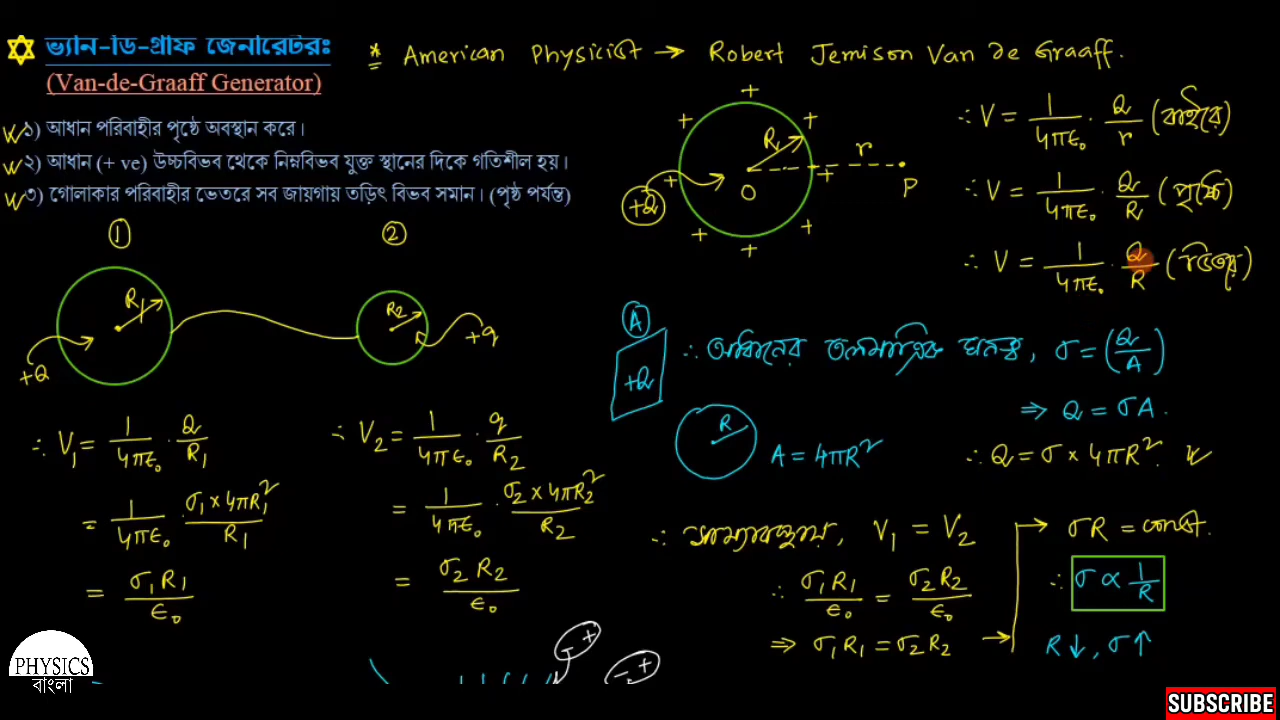 ভ্যান-ডি-গ্রাফ জেনারেটরঃ
(Van-de-Graaff Generator)
* American Physicist → Robert Jemison Van de Graaff.
১) আধান পরিবাহীর পৃষ্ঠে অবস্থান করে।
২) আধান (+ ve) উচ্চবিভব থেকে নিম্নবিভব যুক্ত স্থানের দিকে গতিশীল হয়।
৩) গোলাকার পরিবাহীর ভেতরে সব জায়গায় তড়িৎ বিভব সমান। (পৃষ্ঠ পর্যন্ত)
+Q R O r P
∴ V = 1/4πε₀ · Q/r (বাইরে)
∴ V = 1/4πε₀ · Q/R (পৃষ্ঠে)
∴ V = 1/4πε₀ · Q/R (ভিতরে)
① ②
R₁ R₂
+Q +q
∴ V₁ = 1/4πε₀ · Q/R₁
= 1/4πε₀ · σ₁ × 4πR₁²/R₁
= σ₁R₁/ε₀
∴ V₂ = 1/4πε₀ · q/R₂
= 1/4πε₀ · σ₂ × 4πR₂²/R₂
= σ₂R₂/ε₀
A
+Q
∴ আধানের তলমাত্রিক ঘনত্ব, σ = (Q/A)
⇒ Q = σA.
R A = 4πR²
∴ Q = σ × 4πR².
∴ সাম্যাবস্থায়, V₁ = V₂
∴ σ₁R₁/ε₀ = σ₂R₂/ε₀
⇒ σ₁R₁ = σ₂R₂
→ σR = const.
∴ σ ∝ 1/R
R↓, σ↑
- +
- +
PHYSICS
বাংলা
SUBSCRIBE